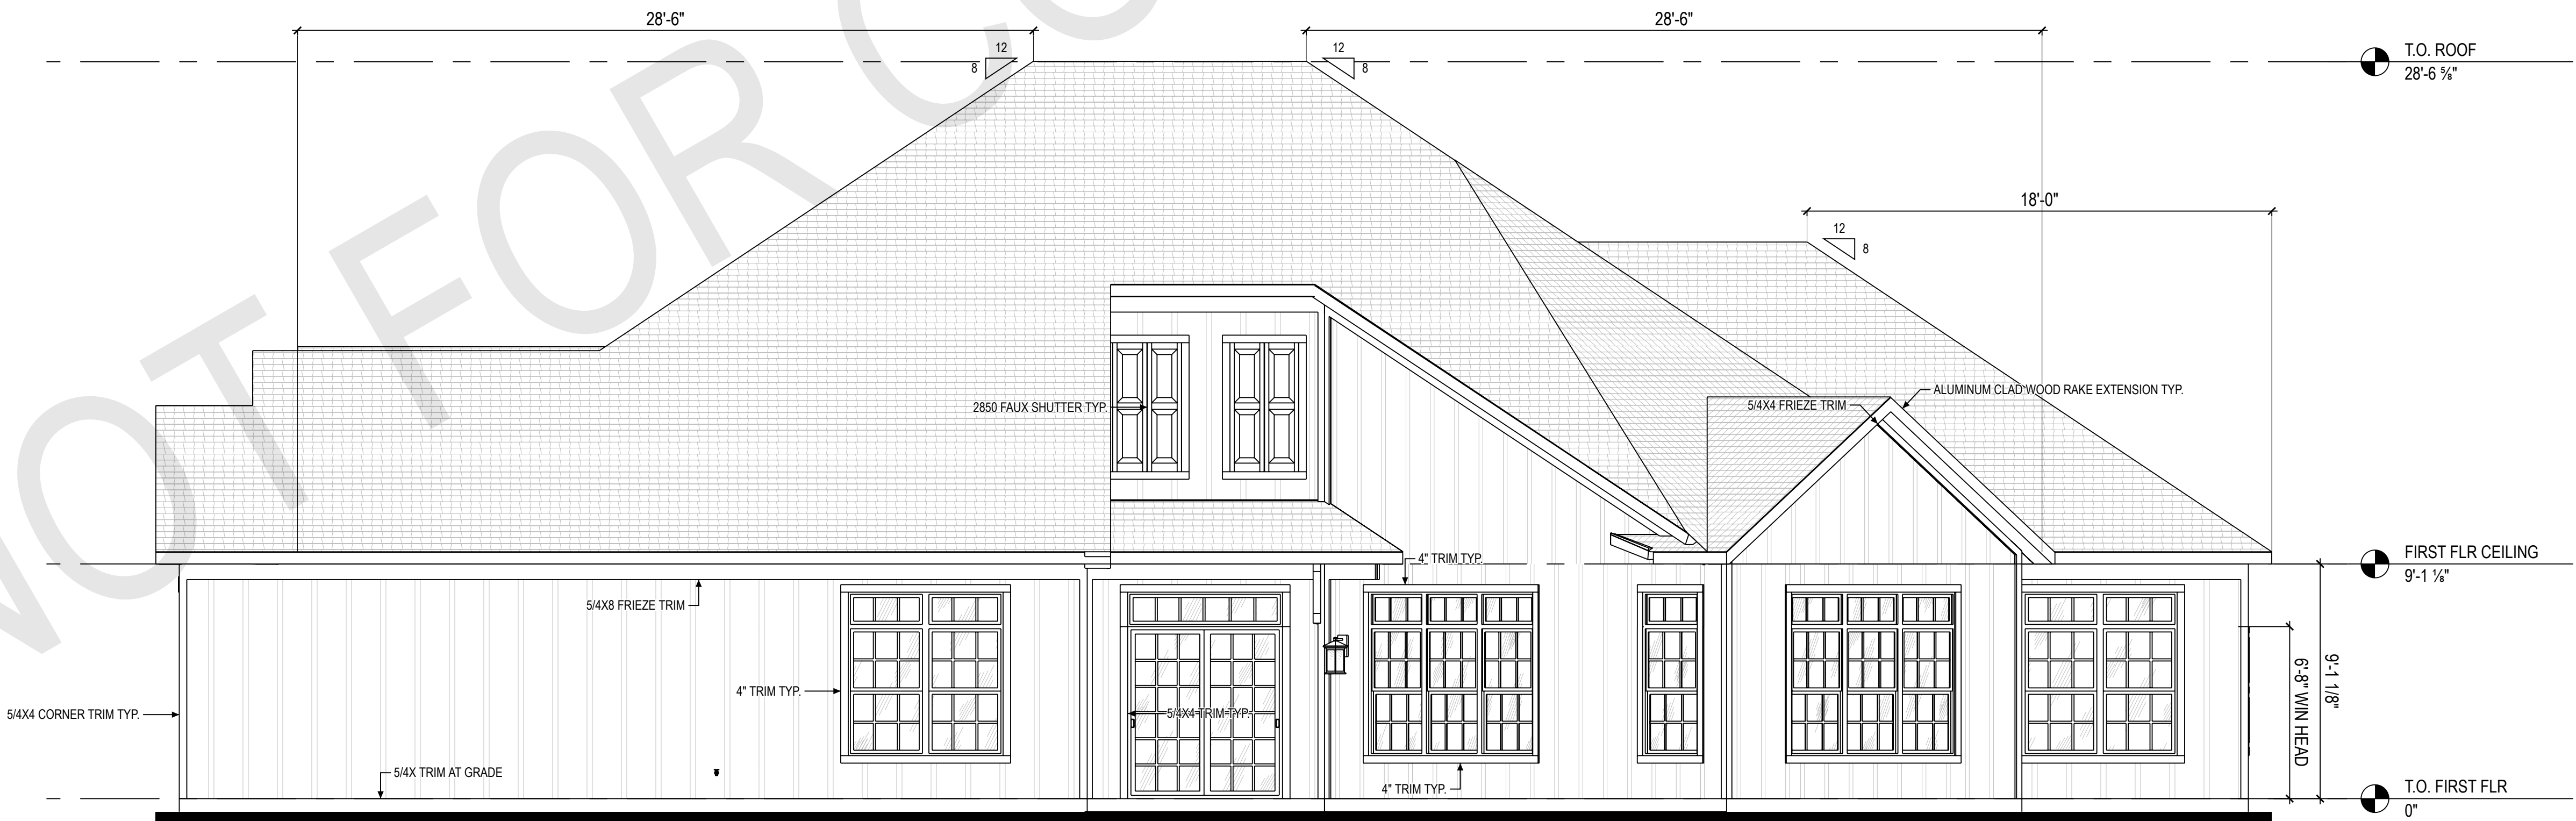 NOT FOR CO
28'-6"
28'-6"
12
8
12
8
T.O. ROOF
28'-6 ⅝"
18'-0"
12
8
ALUMINUM CLAD WOOD RAKE EXTENSION TYP.
5/4X4 FRIEZE TRIM
2850 FAUX SHUTTER TYP.
4" TRIM TYP.
FIRST FLR CEILING
9'-1 ⅛"
5/4X8 FRIEZE TRIM
4" TRIM TYP.
5/4X4 CORNER TRIM TYP.
5/4X4 TRIM TYP.
6'-8" WIN HEAD
9'-1 1/8"
5/4X TRIM AT GRADE
4" TRIM TYP.
T.O. FIRST FLR
0"